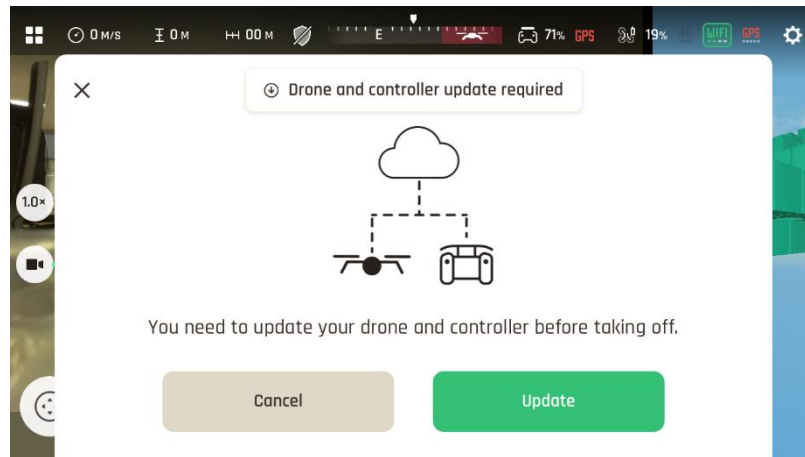 0 M/S
0 M
00 M
E
71%
GPS
19%
4G
WIFI
GPS
Drone and controller update required
1.0×
You need to update your drone and controller before taking off.
Cancel
Update